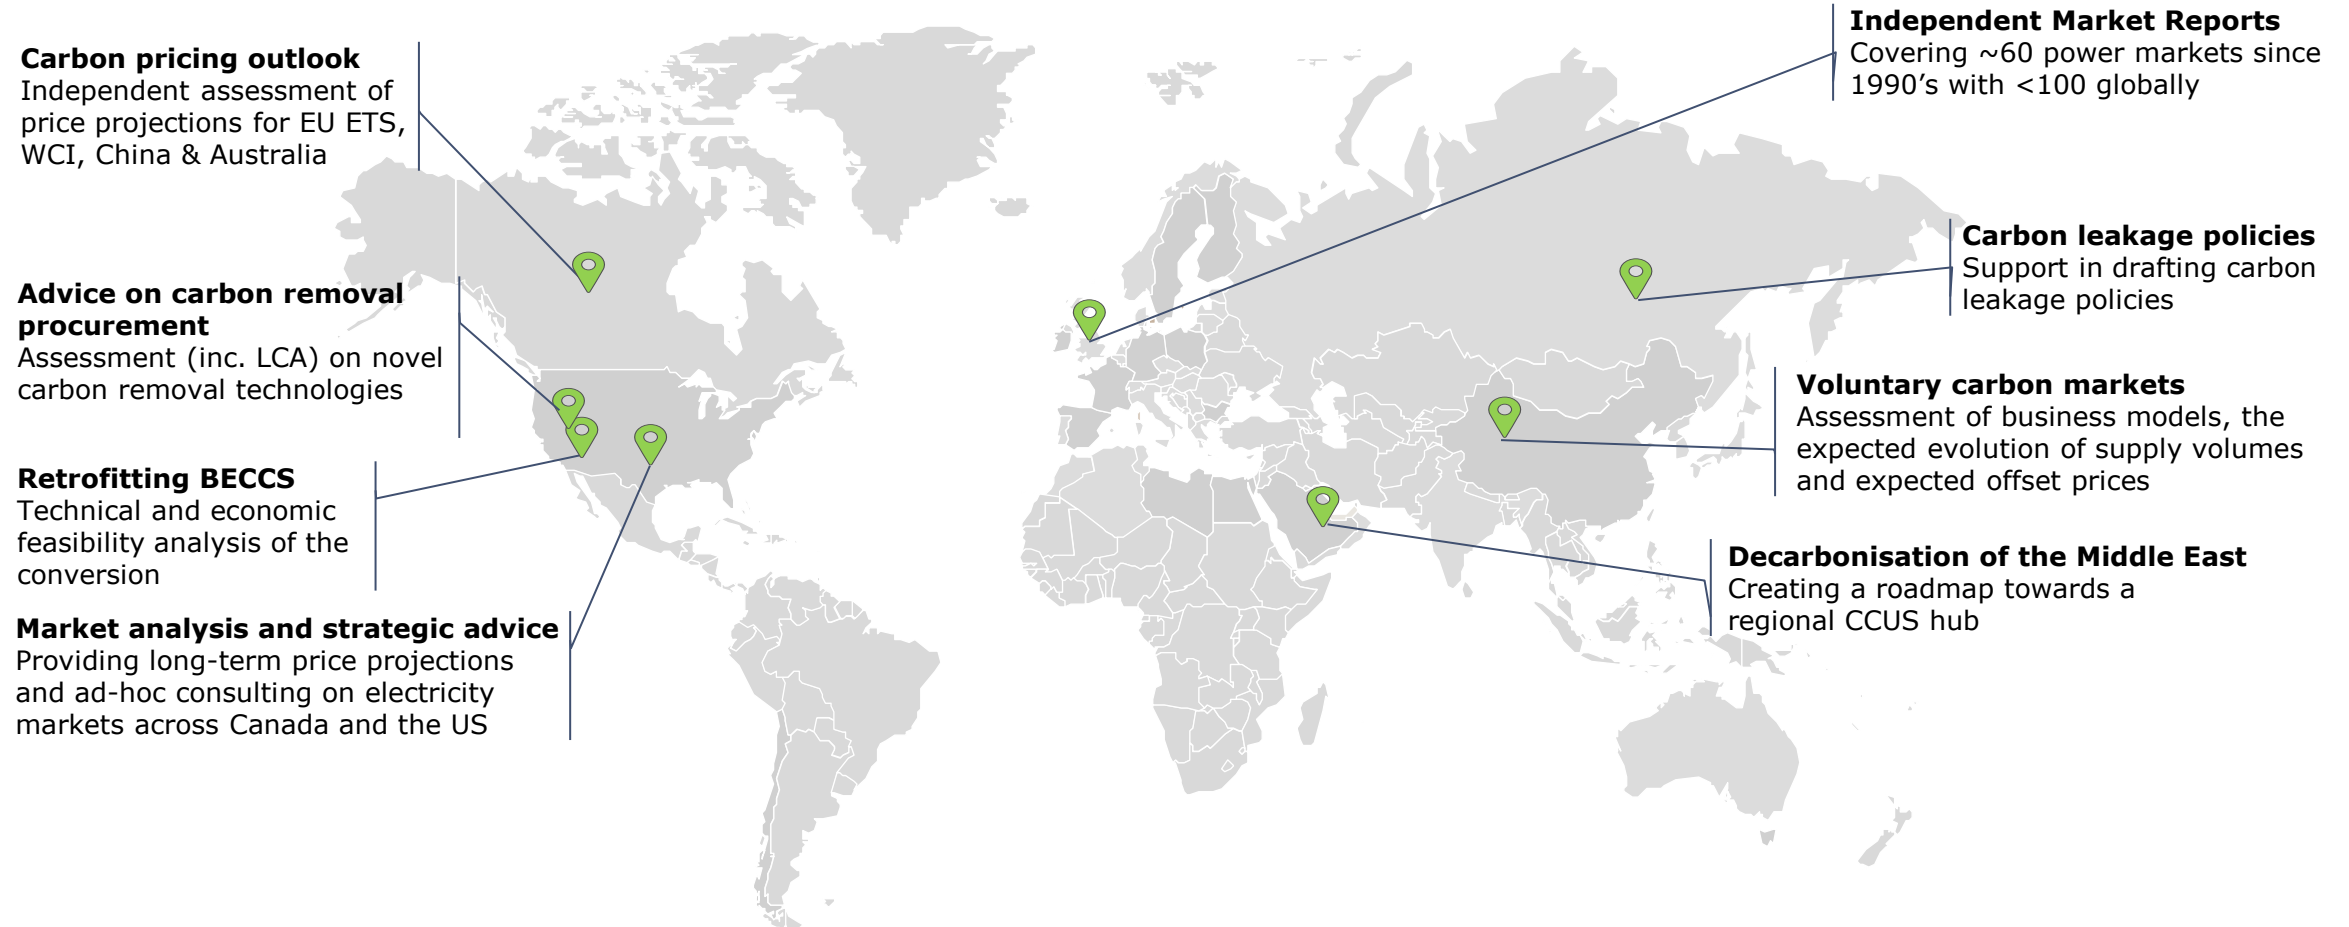 Carbon pricing outlook
Independent assessment of
price projections for EU ETS,
WCI, China & Australia
Advice on carbon removal
procurement
Assessment (inc. LCA) on novel
carbon removal technologies
Retrofitting BECCS
Technical and economic
feasibility analysis of the
conversion
Market analysis and strategic advice
Providing long-term price projections
and ad-hoc consulting on electricity
markets across Canada and the US
Independent Market Reports
Covering ~60 power markets since
1990’s with <100 globally
Carbon leakage policies
Support in drafting carbon
leakage policies
Voluntary carbon markets
Assessment of business models, the
expected evolution of supply volumes
and expected offset prices
Decarbonisation of the Middle East
Creating a roadmap towards a
regional CCUS hub